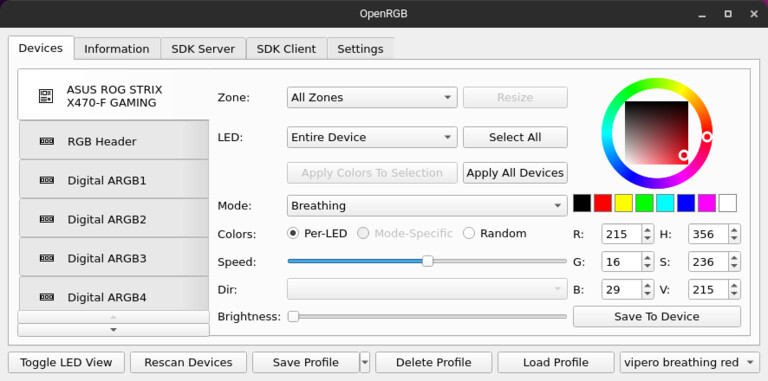 OpenRGB
Devices Information SDK Server SDK Client Settings
ASUS ROG STRIX
X470-F GAMING
RGB Header
Digital ARGB1
Digital ARGB2
Digital ARGB3
Digital ARGB4
Zone: All Zones Resize
LED: Entire Device Select All
Apply Colors To Selection Apply All Devices
Mode: Breathing
Colors: Per-LED Mode-Specific Random
Speed:
Dir:
Brightness:
R: 215 H: 356
G: 16 S: 236
B: 29 V: 215
Save To Device
Toggle LED View Rescan Devices Save Profile Delete Profile Load Profile vipero breathing red